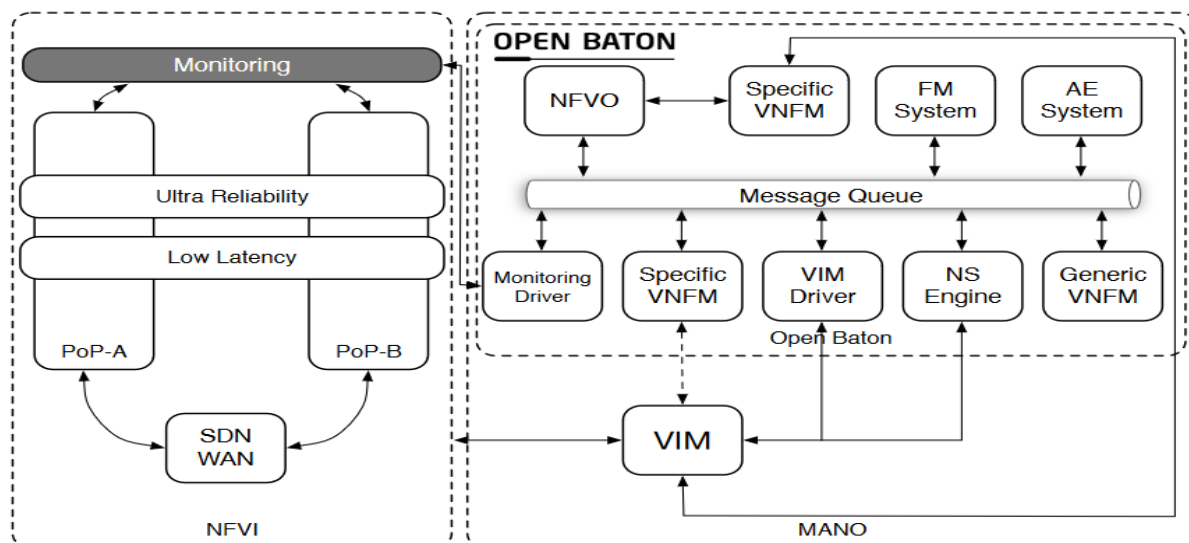 Monitoring
Ultra Reliability
Low Latency
PoP-A
PoP-B
SDN
WAN
NFVI
OPEN BATON
NFVO
Specific
VNFM
FM
System
AE
System
Message Queue
Monitoring
Driver
Specific
VNFM
VIM
Driver
NS
Engine
Generic
VNFM
Open Baton
VIM
MANO